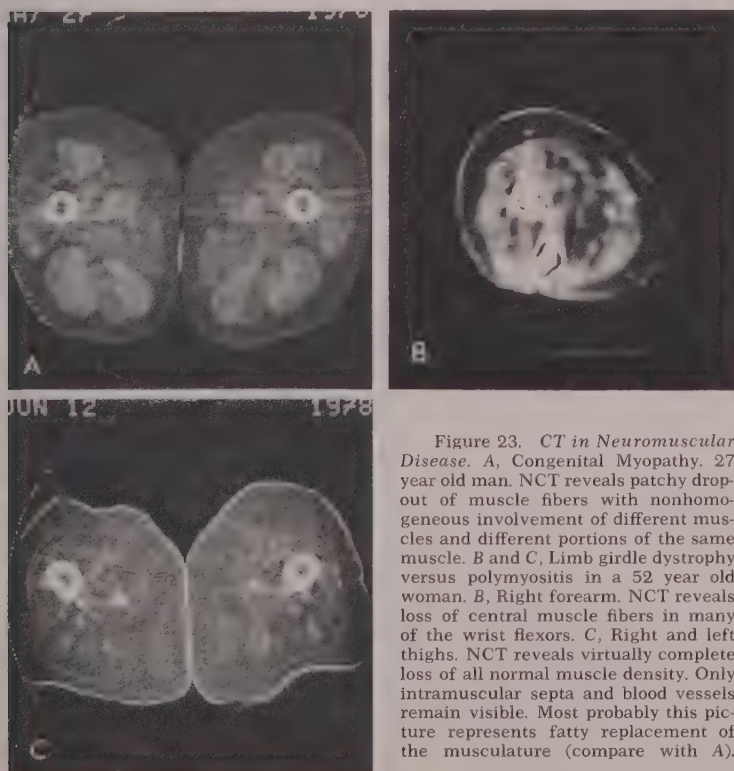 1978
A
B
JUN 12 1978
C
Figure 23. CT in Neuromuscular
Disease. A, Congenital Myopathy. 27
year old man. NCT reveals patchy drop-
out of muscle fibers with nonhomo-
geneous involvement of different mus-
cles and different portions of the same
muscle. B and C, Limb girdle dystrophy
versus polymyositis in a 52 year old
woman. B, Right forearm. NCT reveals
loss of central muscle fibers in many
of the wrist flexors. C, Right and left
thighs. NCT reveals virtually complete
loss of all normal muscle density. Only
intramuscular septa and blood vessels
remain visible. Most probably this pic-
ture represents fatty replacement of
the musculature (compare with A).